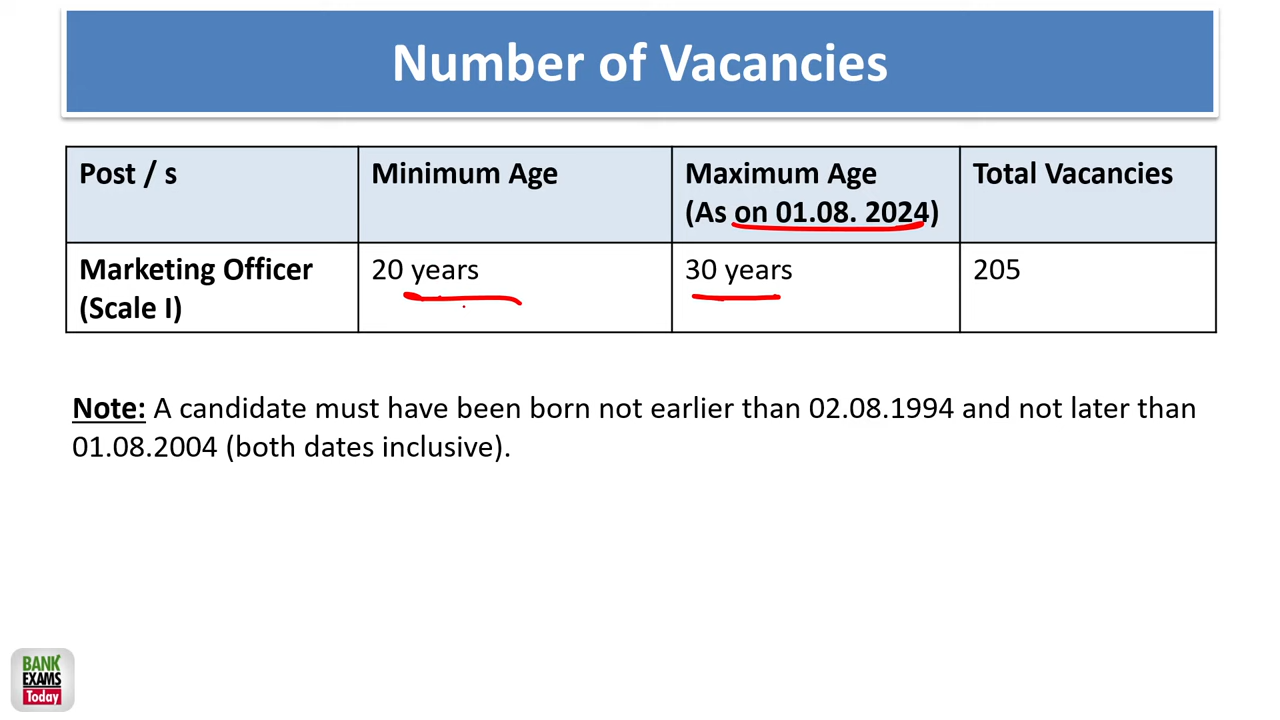 Number of Vacancies
Post / s
Minimum Age
Maximum Age
(As on 01.08. 2024)
Total Vacancies
Marketing Officer
(Scale I)
20 years
30 years
205
Note: A candidate must have been born not earlier than 02.08.1994 and not later than
01.08.2004 (both dates inclusive).
BANK
EXAMS
Today